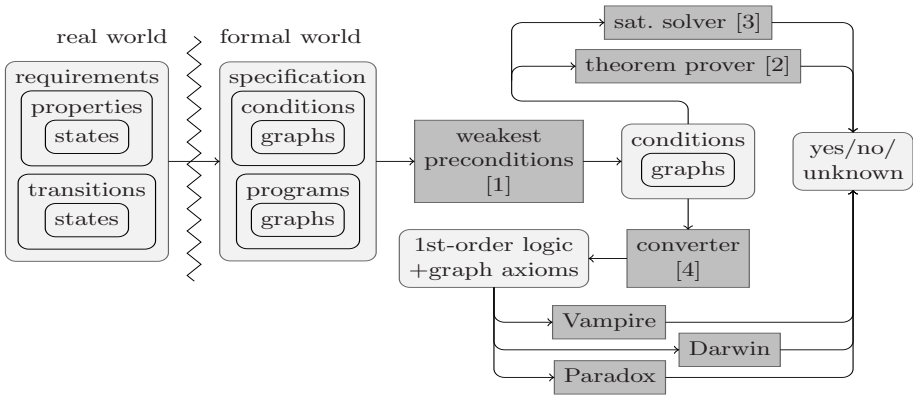 real world
formal world
requirements
properties
states
transitions
states
specification
conditions
graphs
programs
graphs
weakest
preconditions
[1]
sat. solver [3]
theorem prover [2]
conditions
graphs
yes/no/
unknown
converter
[4]
1st-order logic
+graph axioms
Vampire
Darwin
Paradox